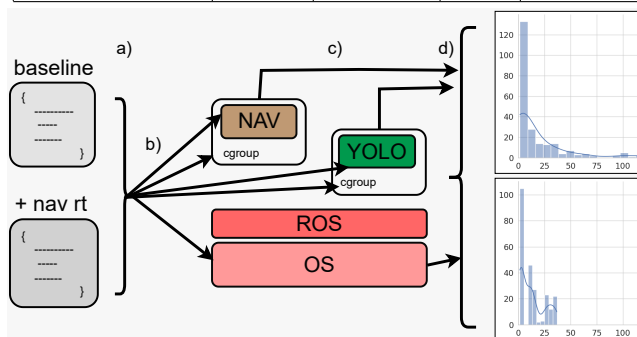 a)
c)
d)
baseline
{
----------
-----
-------
}
b)
NAV
cgroup
YOLO
cgroup
+ nav rt
{
----------
-----
-------
}
ROS
OS
120
100
80
60
40
20
0
0 25 50 75 100
100
80
60
40
20
0
0 25 50 75 100